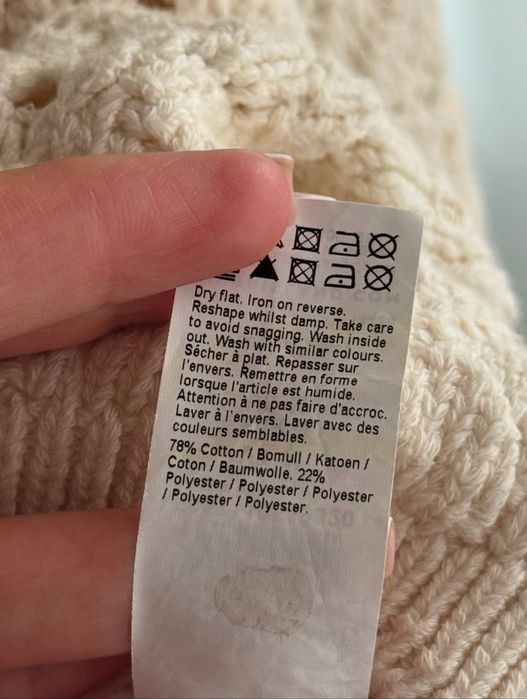 Dry flat. Iron on reverse.
Reshape whilst damp. Take care
to avoid snagging. Wash inside
out. Wash with similar colours.
Sécher à plat. Repasser sur
l'envers. Remettre en forme
lorsque l'article est humide.
Attention à ne pas faire d'accroc.
Laver à l'envers. Laver avec des
couleurs semblables.
78% Cotton / Bomull / Katoen /
Coton / Baumwolle. 22%
Polyester / Polyester / Polyester
/ Polyester / Polyester.